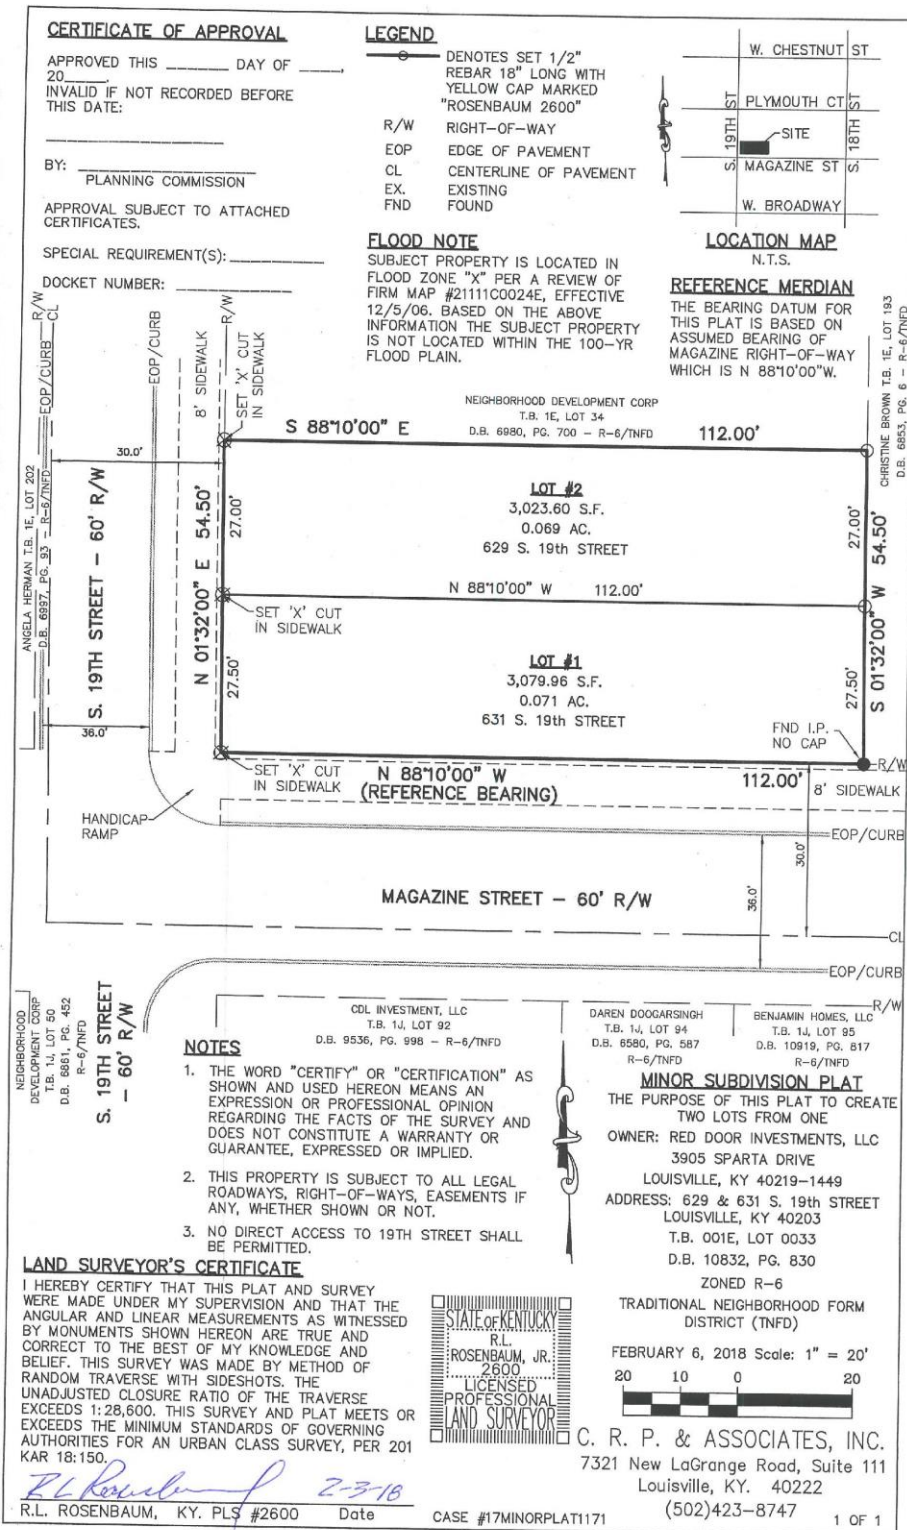 CERTIFICATE OF APPROVAL
APPROVED THIS ______ DAY OF ____,
20____.
INVALID IF NOT RECORDED BEFORE
THIS DATE:
BY: ______
PLANNING COMMISSION
APPROVAL SUBJECT TO ATTACHED
CERTIFICATES.
SPECIAL REQUIREMENT(S): ______
DOCKET NUMBER: ______
LEGEND
DENOTES SET 1/2"
REBAR 18" LONG WITH
YELLOW CAP MARKED
"ROSENBAUM 2600"
R/W RIGHT-OF-WAY
EOP EDGE OF PAVEMENT
CL CENTERLINE OF PAVEMENT
EX. EXISTING
FND FOUND
FLOOD NOTE
SUBJECT PROPERTY IS LOCATED IN
FLOOD ZONE "X" PER A REVIEW OF
FIRM MAP #21111C0024E, EFFECTIVE
12/5/06. BASED ON THE ABOVE
INFORMATION THE SUBJECT PROPERTY
IS NOT LOCATED WITHIN THE 100-YR
FLOOD PLAIN.
W. CHESTNUT ST
PLYMOUTH CT
SITE
MAGAZINE ST
W. BROADWAY
S. 19TH ST
S. 18TH ST
LOCATION MAP
N.T.S.
REFERENCE MERDIAN
THE BEARING DATUM FOR
THIS PLAT IS BASED ON
ASSUMED BEARING OF
MAGAZINE RIGHT-OF-WAY
WHICH IS N 88°10'00"W.
R/W
CL
EOP/CURB
EOP/CURB
8' SIDEWALK
R/W
SET 'X' CUT
IN SIDEWALK
NEIGHBORHOOD DEVELOPMENT CORP
T.B. 1E, LOT 34
D.B. 6980, PG. 700 - R-6/TNFD
CHRISTINE BROWN T.B. 1E, LOT 193
D.B. 6853, PG. 6 - R-6/TNFD
S 88°10'00" E
112.00'
30.0'
ANGELA HERMAN T.B. 1E, LOT 202
D.B. 6997, PG. 93 - R-6/TNFD
S. 19TH STREET - 60' R/W
N 01°32'00" E 54.50'
27.00'
LOT #2
3,023.60 S.F.
0.069 AC.
629 S. 19th STREET
27.00'
S 01°32'00" W 54.50'
N 88°10'00" W 112.00'
SET 'X' CUT
IN SIDEWALK
27.50'
LOT #1
3,079.96 S.F.
0.071 AC.
631 S. 19th STREET
27.50'
36.0'
FND I.P.
NO CAP
R/W
SET 'X' CUT
IN SIDEWALK
N 88°10'00" W
(REFERENCE BEARING)
112.00'
8' SIDEWALK
HANDICAP
RAMP
EOP/CURB
30.0'
36.0'
MAGAZINE STREET - 60' R/W
CL
EOP/CURB
R/W
NEIGHBORHOOD
DEVELOPMENT CORP
T.B. 1J, LOT 50
D.B. 6861, PG. 452
R-6/TNFD
S. 19TH STREET
- 60' R/W
CDL INVESTMENT, LLC
T.B. 1J, LOT 92
D.B. 9536, PG. 998 - R-6/TNFD
DAREN DOOGARSINGH
T.B. 1J, LOT 94
D.B. 6580, PG. 587
R-6/TNFD
BENJAMIN HOMES, LLC
T.B. 1J, LOT 95
D.B. 10919, PG. 817
R-6/TNFD
NOTES
1. THE WORD "CERTIFY" OR "CERTIFICATION" AS
SHOWN AND USED HEREON MEANS AN
EXPRESSION OR PROFESSIONAL OPINION
REGARDING THE FACTS OF THE SURVEY AND
DOES NOT CONSTITUTE A WARRANTY OR
GUARANTEE, EXPRESSED OR IMPLIED.
2. THIS PROPERTY IS SUBJECT TO ALL LEGAL
ROADWAYS, RIGHT-OF-WAYS, EASEMENTS IF
ANY, WHETHER SHOWN OR NOT.
3. NO DIRECT ACCESS TO 19TH STREET SHALL
BE PERMITTED.
MINOR SUBDIVISION PLAT
THE PURPOSE OF THIS PLAT TO CREATE
TWO LOTS FROM ONE
OWNER: RED DOOR INVESTMENTS, LLC
3905 SPARTA DRIVE
LOUISVILLE, KY 40219-1449
ADDRESS: 629 & 631 S. 19th STREET
LOUISVILLE, KY 40203
T.B. 001E, LOT 0033
D.B. 10832, PG. 830
ZONED R-6
TRADITIONAL NEIGHBORHOOD FORM
DISTRICT (TNFD)
FEBRUARY 6, 2018 Scale: 1" = 20'
20 10 0 20
LAND SURVEYOR'S CERTIFICATE
I HEREBY CERTIFY THAT THIS PLAT AND SURVEY
WERE MADE UNDER MY SUPERVISION AND THAT THE
ANGULAR AND LINEAR MEASUREMENTS AS WITNESSED
BY MONUMENTS SHOWN HEREON ARE TRUE AND
CORRECT TO THE BEST OF MY KNOWLEDGE AND
BELIEF. THIS SURVEY WAS MADE BY METHOD OF
RANDOM TRAVERSE WITH SIDESHOTS. THE
UNADJUSTED CLOSURE RATIO OF THE TRAVERSE
EXCEEDS 1:28,600. THIS SURVEY AND PLAT MEETS OR
EXCEEDS THE MINIMUM STANDARDS OF GOVERNING
AUTHORITIES FOR AN URBAN CLASS SURVEY, PER 201
KAR 18:150.
R.L. ROSENBAUM, KY. PLS #2600 Date
STATE OF KENTUCKY
R.L.
ROSENBAUM, JR.
2600
LICENSED
PROFESSIONAL
LAND SURVEYOR
C. R. P. & ASSOCIATES, INC.
7321 New LaGrange Road, Suite 111
Louisville, KY. 40222
(502)423-8747
CASE #17MINORPLAT1171
1 OF 1